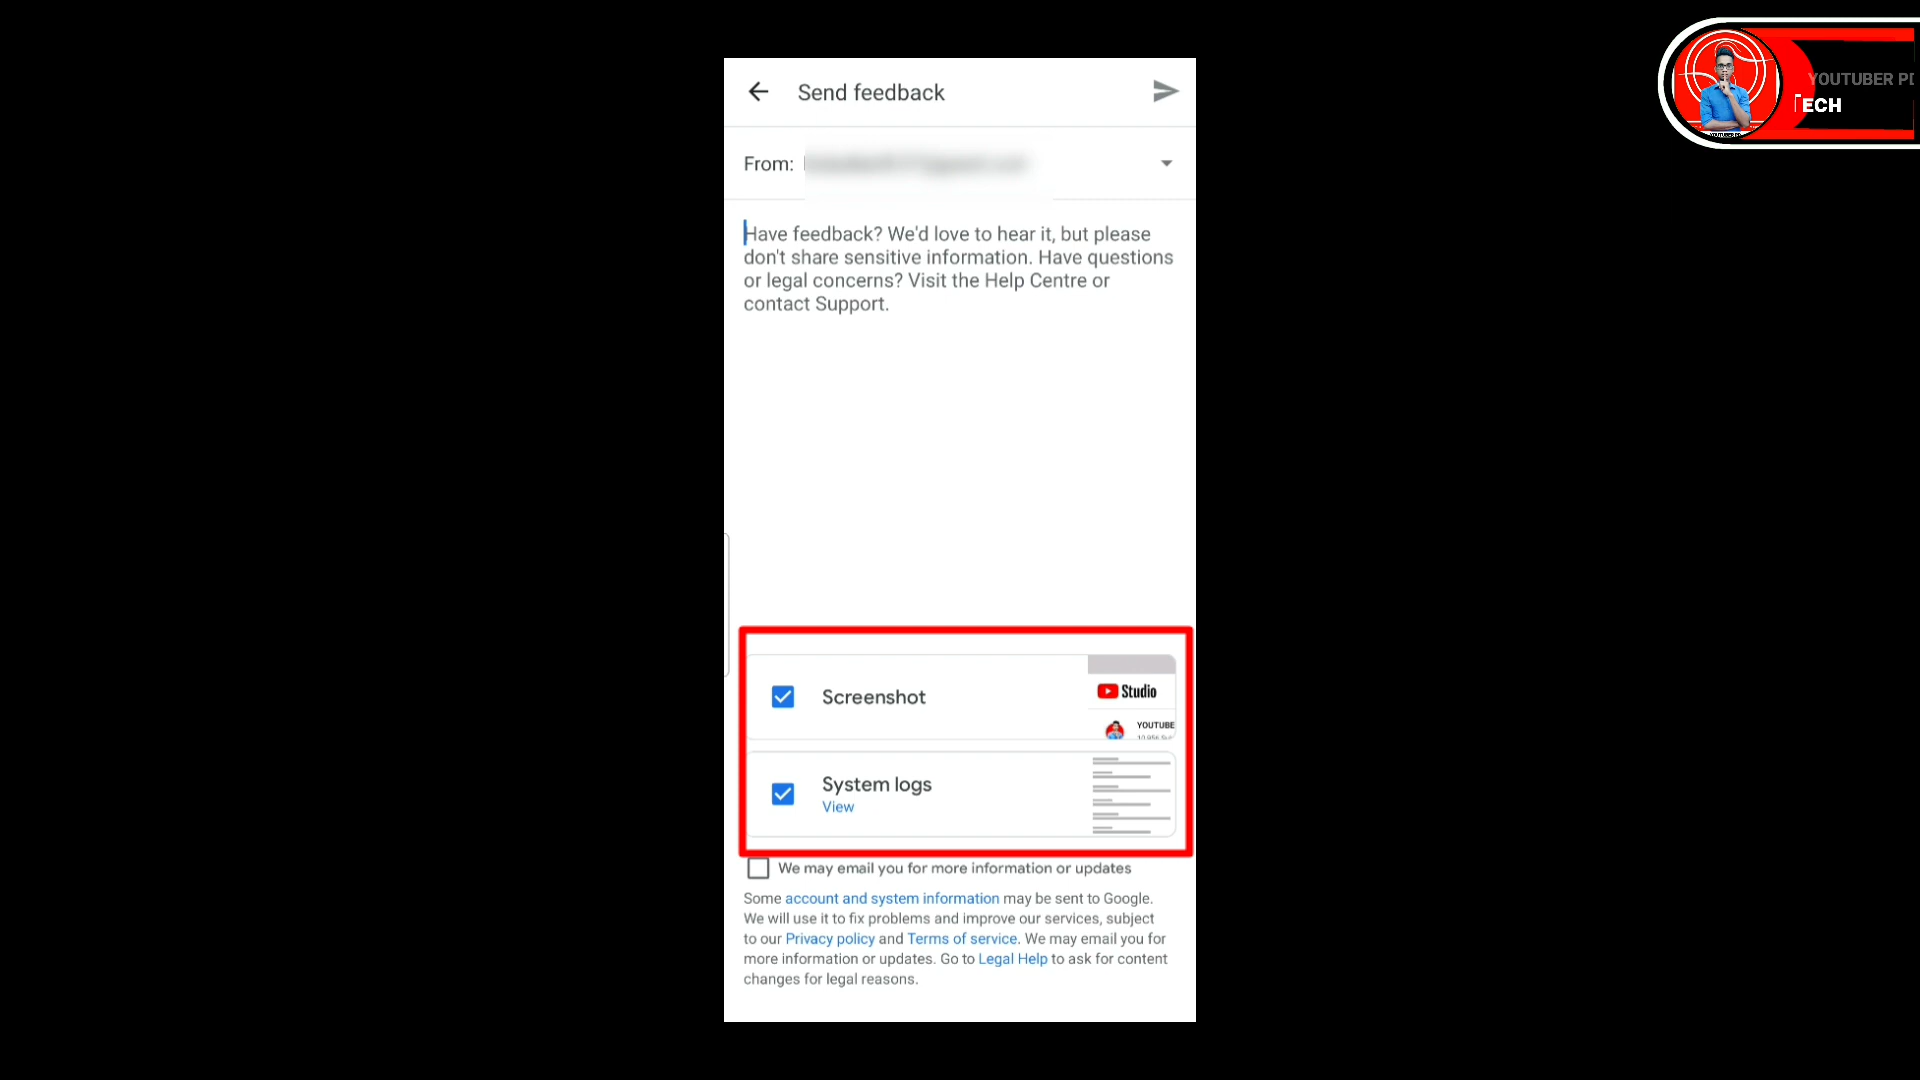 Send feedback
From:
Have feedback? We'd love to hear it, but please
don't share sensitive information. Have questions
or legal concerns? Visit the Help Centre or
contact Support.
Screenshot
Studio
YOUTUBE
System logs
View
We may email you for more information or updates
Some account and system information may be sent to Google.
We will use it to fix problems and improve our services, subject
to our Privacy policy and Terms of service. We may email you for
more information or updates. Go to Legal Help to ask for content
changes for legal reasons.
YOUTUBER
TECH